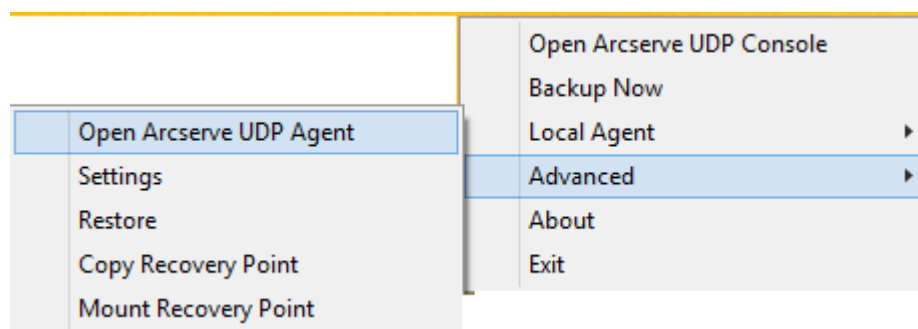 Open Arcserve UDP Console
Backup Now
Local Agent
Advanced
About
Exit
Open Arcserve UDP Agent
Settings
Restore
Copy Recovery Point
Mount Recovery Point